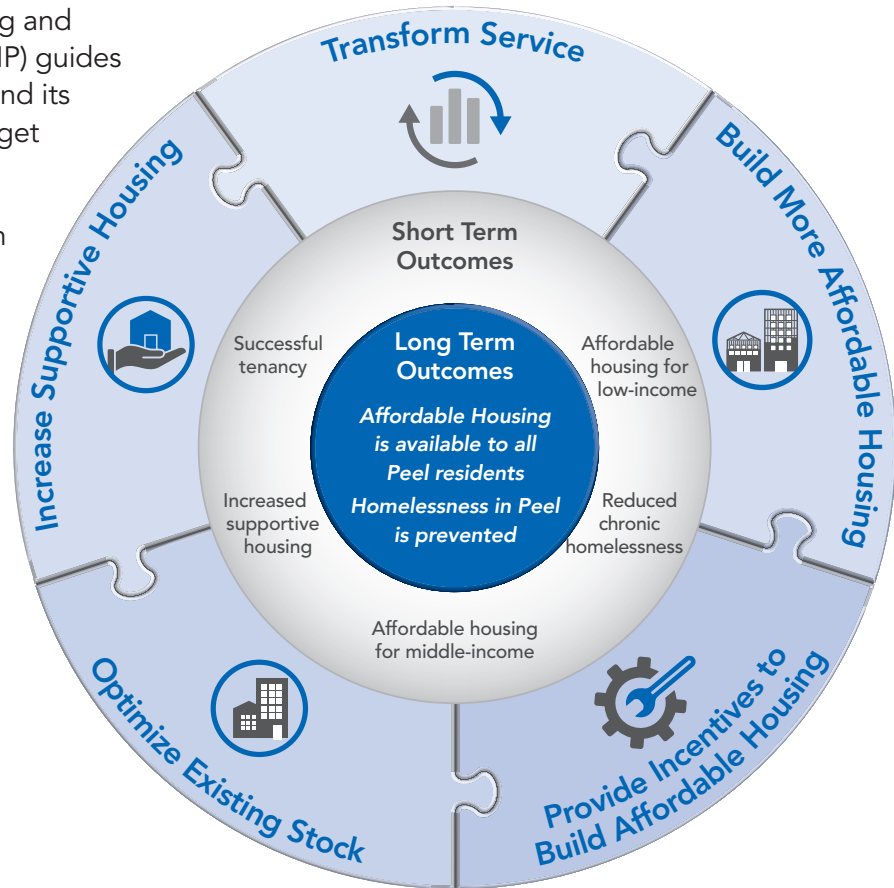 g and
IP) guides
nd its
get
n
Transform Service
Build More Affordable Housing
Provide Incentives to
Build Affordable Housing
Optimize Existing Stock
Increase Supportive Housing
Short Term
Outcomes
Successful
tenancy
Affordable
housing for
low-income
Increased
supportive
housing
Reduced
chronic
homelessness
Affordable housing
for middle-income
Long Term
Outcomes
Affordable Housing
is available to all
Peel residents
Homelessness in Peel
is prevented